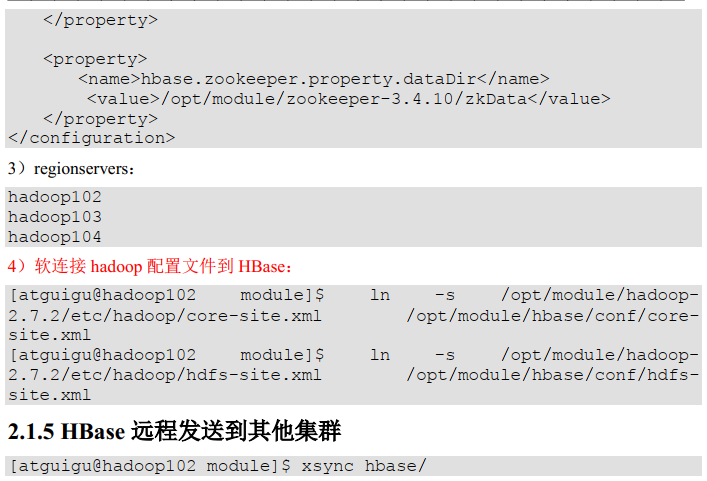 </property>
<property>
<name>hbase.zookeeper.property.dataDir</name>
<value>/opt/module/zookeeper-3.4.10/zkData</value>
</property>
</configuration>
3）regionservers：
hadoop102
hadoop103
hadoop104
4）软连接 hadoop 配置文件到 HBase：
[atguigu@hadoop102 module]$ ln -s /opt/module/hadoop-
2.7.2/etc/hadoop/core-site.xml /opt/module/hbase/conf/core-
site.xml
[atguigu@hadoop102 module]$ ln -s /opt/module/hadoop-
2.7.2/etc/hadoop/hdfs-site.xml /opt/module/hbase/conf/hdfs-
site.xml
2.1.5 HBase 远程发送到其他集群
[atguigu@hadoop102 module]$ xsync hbase/